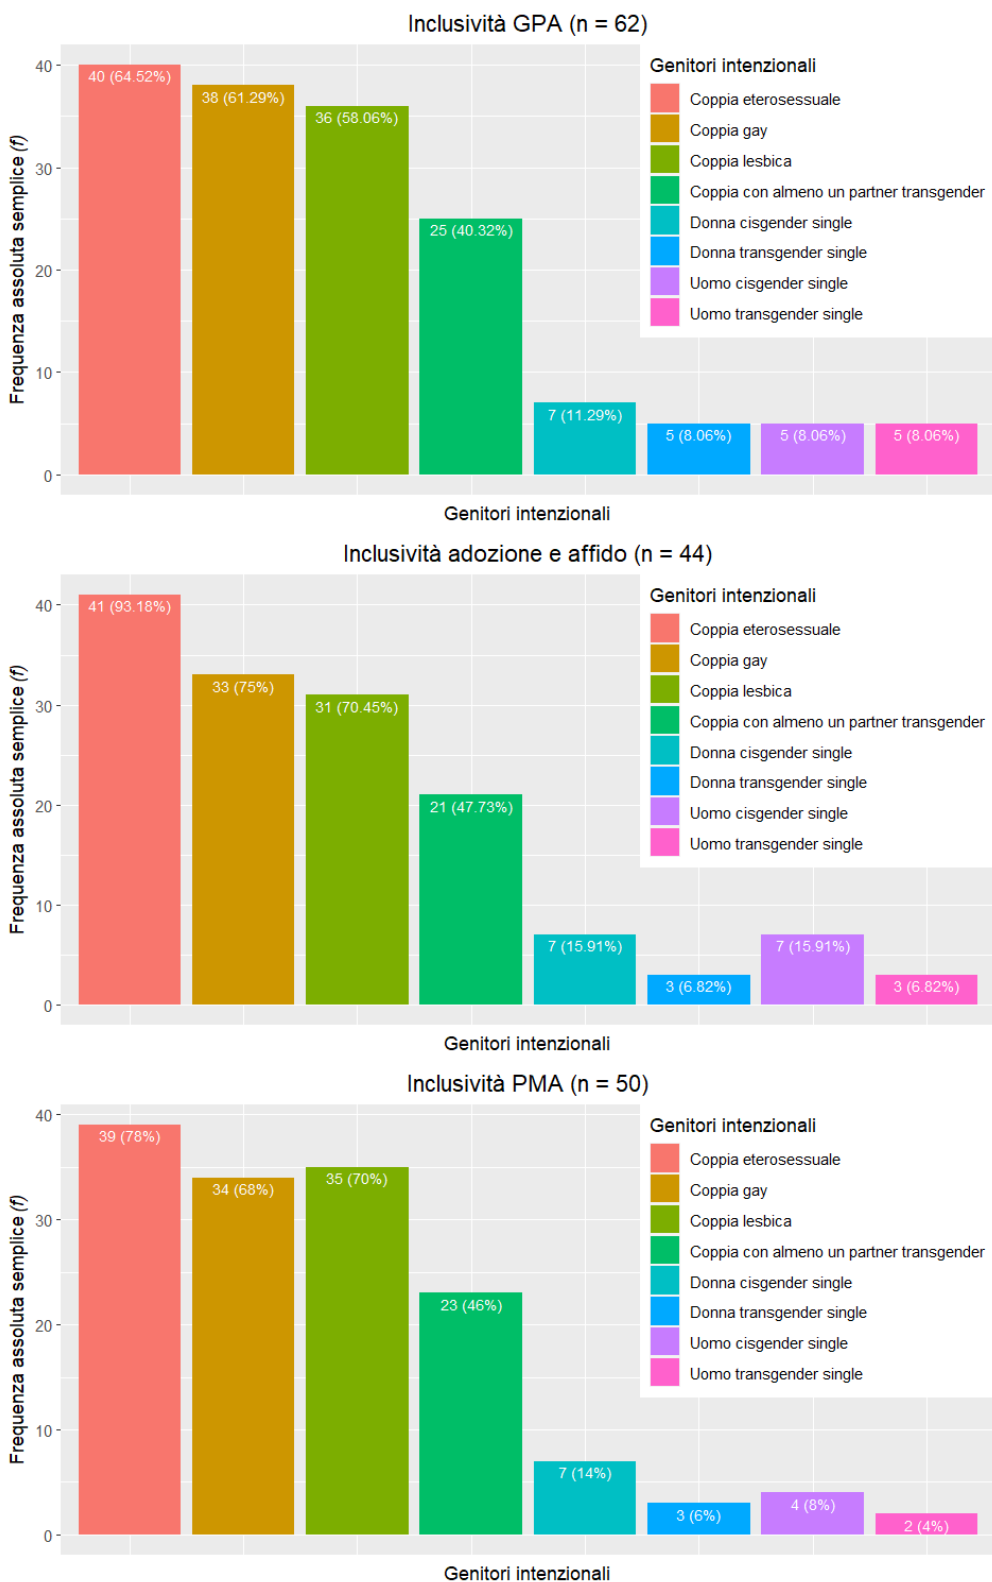 Inclusività GPA (n = 62)
Frequenza assoluta semplice (f)
40
30
20
10
0
40 (64.52%)
38 (61.29%)
36 (58.06%)
25 (40.32%)
7 (11.29%)
5 (8.06%)
5 (8.06%)
5 (8.06%)
Genitori intenzionali
Coppia eterosessuale
Coppia gay
Coppia lesbica
Coppia con almeno un partner transgender
Donna cisgender single
Donna transgender single
Uomo cisgender single
Uomo transgender single
Genitori intenzionali
Inclusività adozione e affido (n = 44)
Frequenza assoluta semplice (f)
40
30
20
10
0
41 (93.18%)
33 (75%)
31 (70.45%)
21 (47.73%)
7 (15.91%)
3 (6.82%)
7 (15.91%)
3 (6.82%)
Genitori intenzionali
Coppia eterosessuale
Coppia gay
Coppia lesbica
Coppia con almeno un partner transgender
Donna cisgender single
Donna transgender single
Uomo cisgender single
Uomo transgender single
Genitori intenzionali
Inclusività PMA (n = 50)
Frequenza assoluta semplice (f)
40
30
20
10
0
39 (78%)
34 (68%)
35 (70%)
23 (46%)
7 (14%)
3 (6%)
4 (8%)
2 (4%)
Genitori intenzionali
Coppia eterosessuale
Coppia gay
Coppia lesbica
Coppia con almeno un partner transgender
Donna cisgender single
Donna transgender single
Uomo cisgender single
Uomo transgender single
Genitori intenzionali